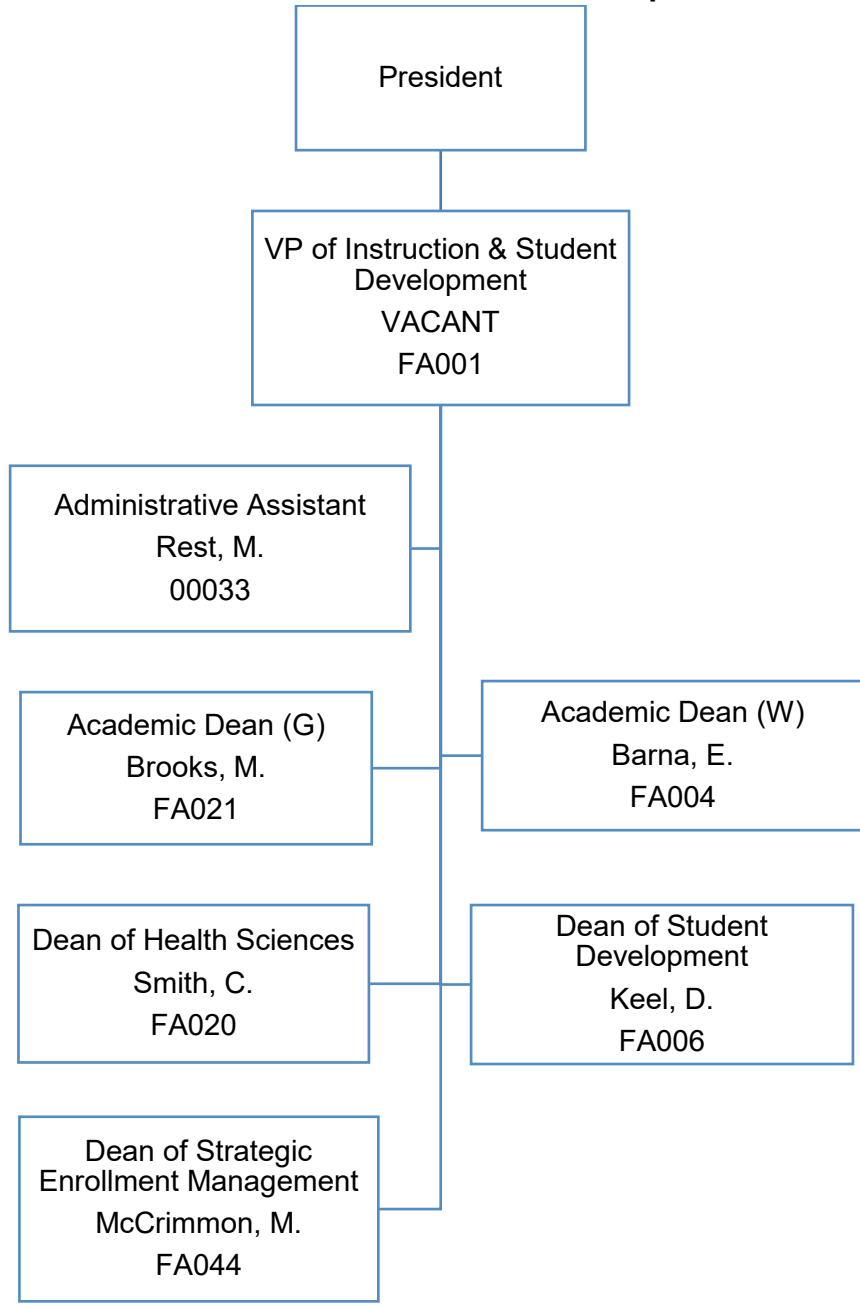 President
VP of Instruction & Student
Development
VACANT
FA001
Administrative Assistant
Rest, M.
00033
Academic Dean (G)
Brooks, M.
FA021
Academic Dean (W)
Barna, E.
FA004
Dean of Health Sciences
Smith, C.
FA020
Dean of Student
Development
Keel, D.
FA006
Dean of Strategic
Enrollment Management
McCrimmon, M.
FA044